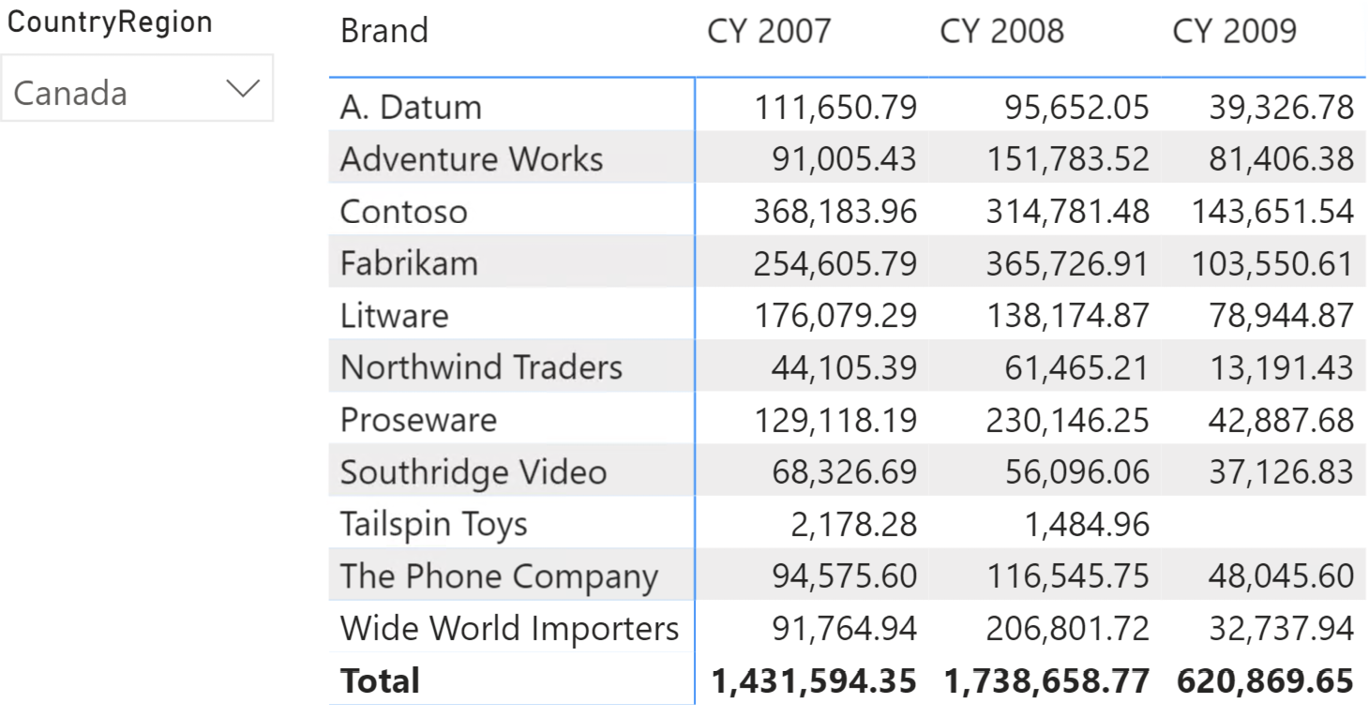 CountryRegion
Canada
Brand CY 2007 CY 2008 CY 2009
A. Datum 111,650.79 95,652.05 39,326.78
Adventure Works 91,005.43 151,783.52 81,406.38
Contoso 368,183.96 314,781.48 143,651.54
Fabrikam 254,605.79 365,726.91 103,550.61
Litware 176,079.29 138,174.87 78,944.87
Northwind Traders 44,105.39 61,465.21 13,191.43
Proseware 129,118.19 230,146.25 42,887.68
Southridge Video 68,326.69 56,096.06 37,126.83
Tailspin Toys 2,178.28 1,484.96
The Phone Company 94,575.60 116,545.75 48,045.60
Wide World Importers 91,764.94 206,801.72 32,737.94
Total 1,431,594.35 1,738,658.77 620,869.65